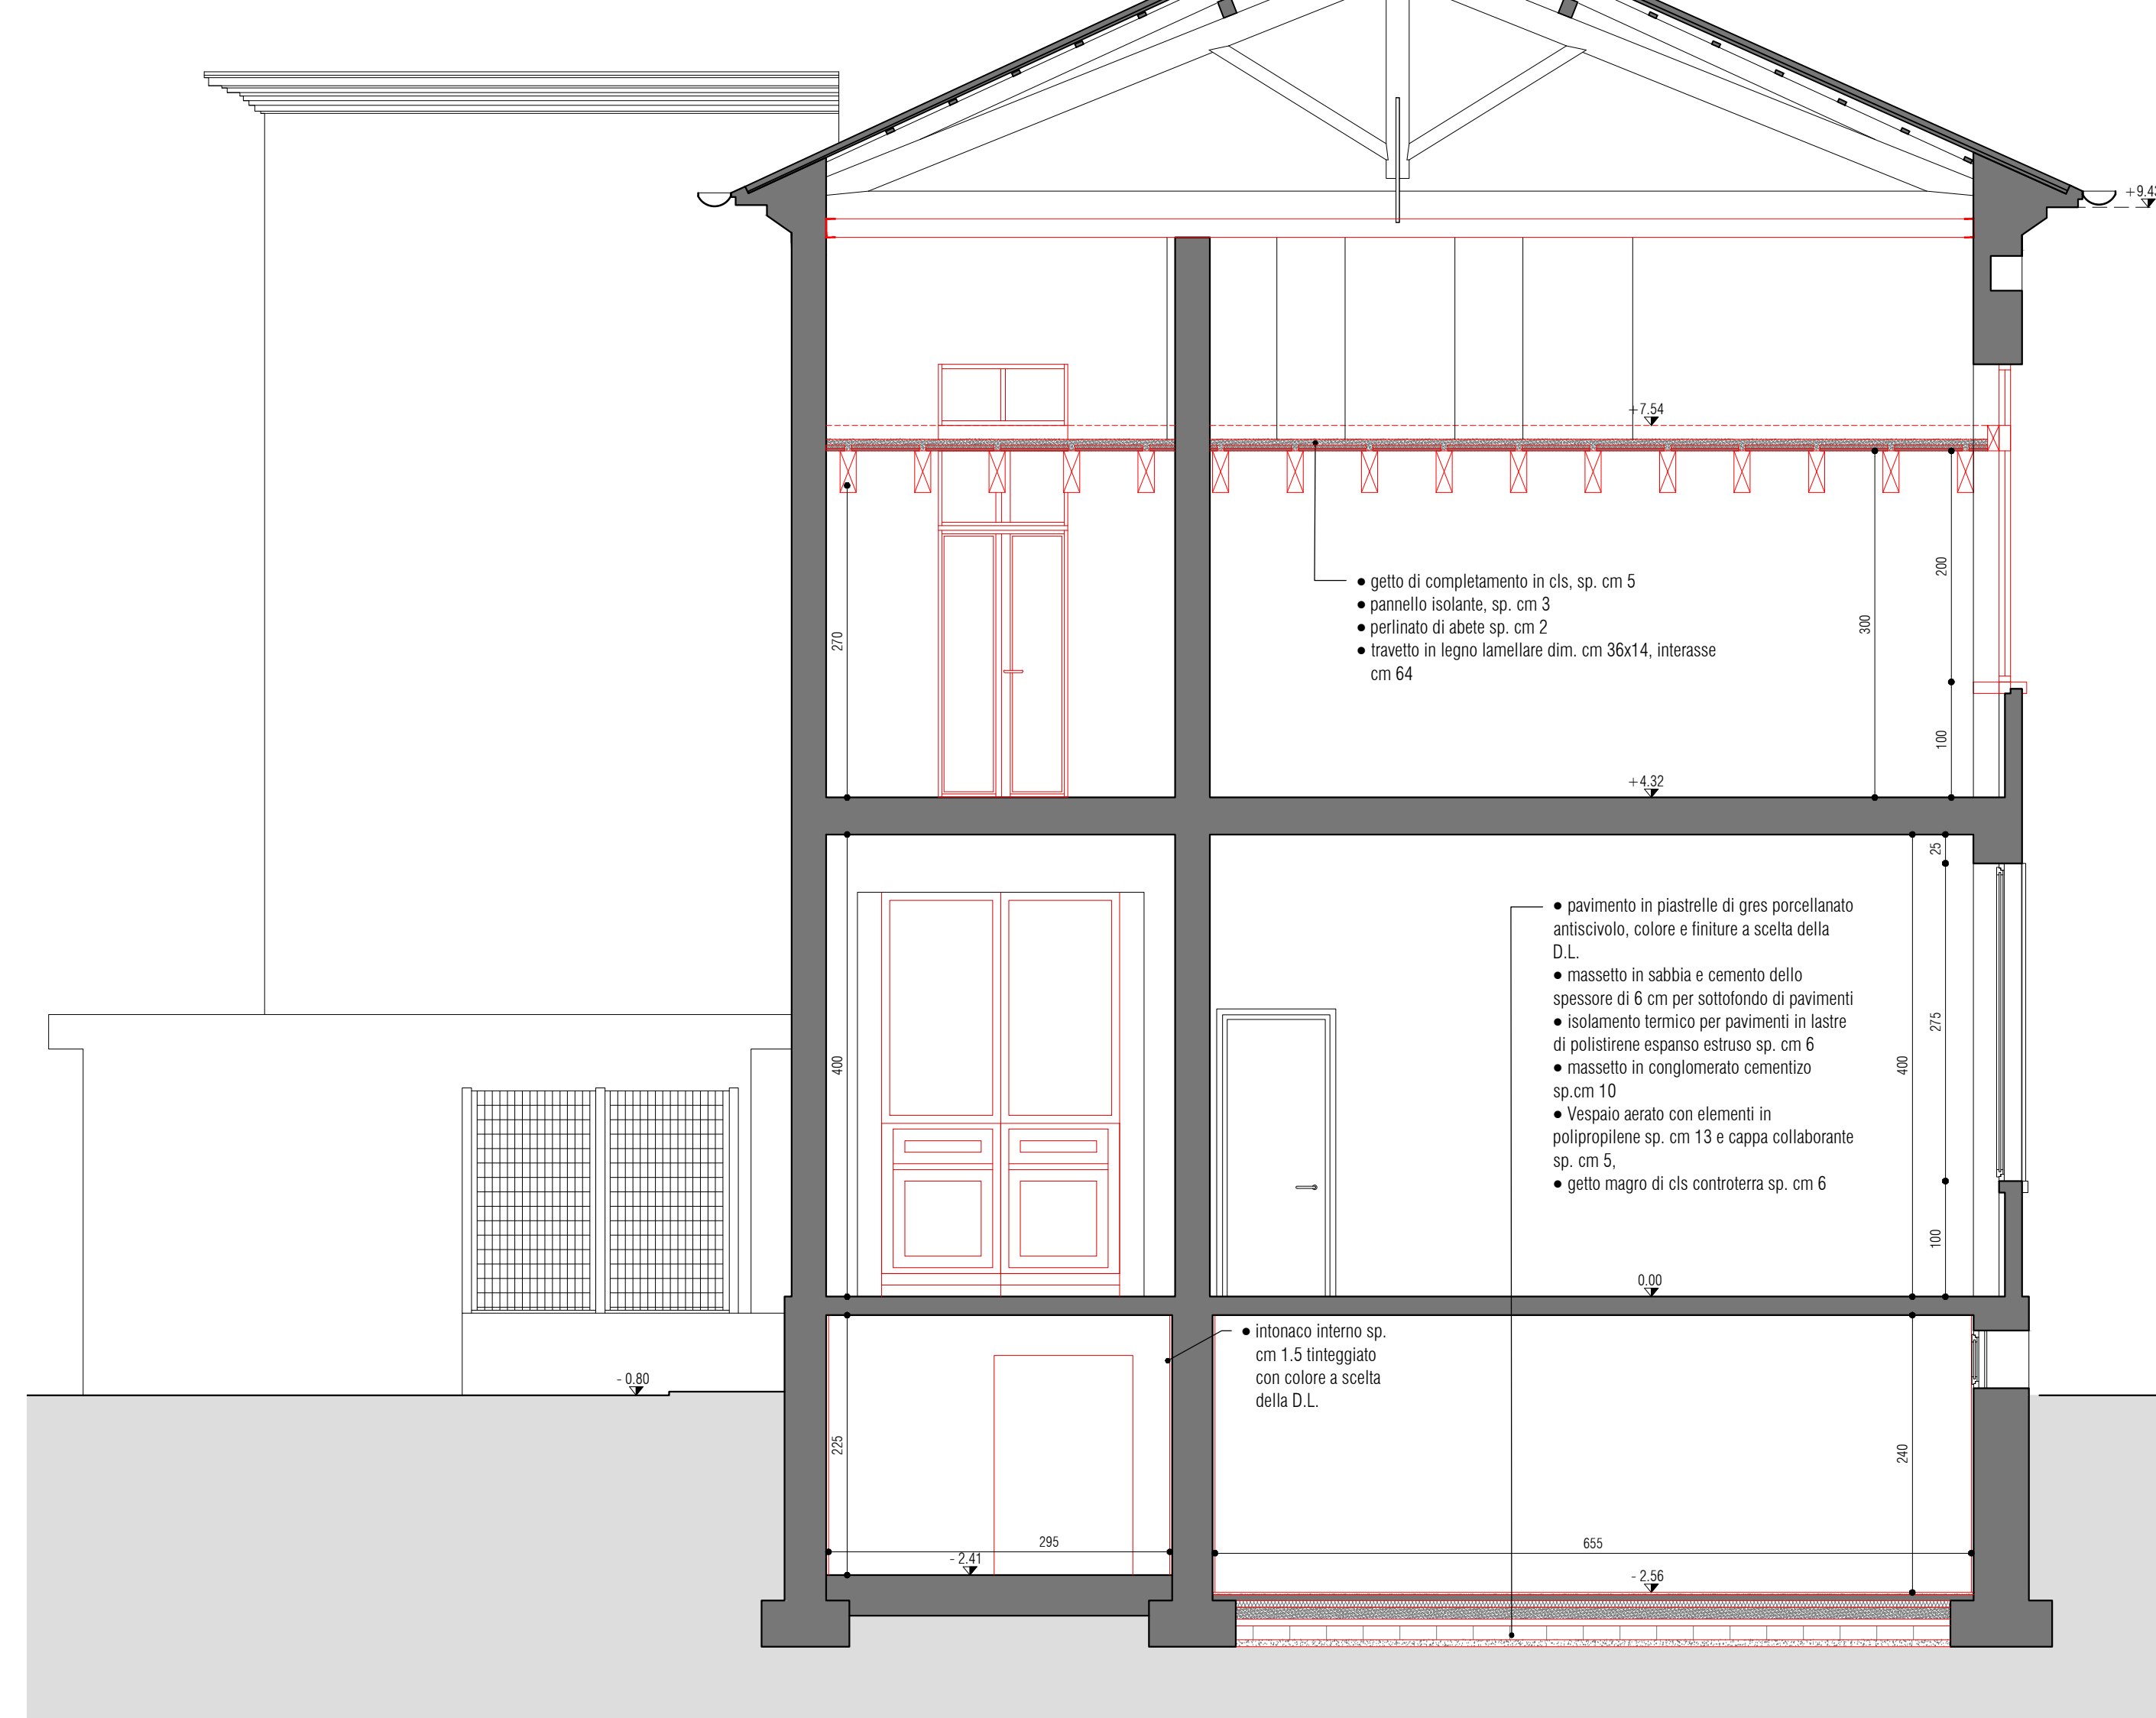 +9.43
+7.54
● getto di completamento in cls, sp. cm 5
● pannello isolante, sp. cm 3
● perlinato di abete sp. cm 2
● travetto in legno lamellare dim. cm 36x14, interasse
cm 64
270
300
200
100
+4.32
25
● pavimento in piastrelle di gres porcellanato
antiscivolo, colore e finiture a scelta della
D.L.
● massetto in sabbia e cemento dello
spessore di 6 cm per sottofondo di pavimenti
● isolamento termico per pavimenti in lastre
di polistirene espanso estruso sp. cm 6
● massetto in conglomerato cementizo
sp.cm 10
● Vespaio aerato con elementi in
polipropilene sp. cm 13 e cappa collaborante
sp. cm 5,
● getto magro di cls controterra sp. cm 6
400
400
275
100
0.00
● intonaco interno sp.
cm 1.5 tinteggiato
con colore a scelta
della D.L.
- 0.80
225
240
295
655
- 2.41
- 2.56